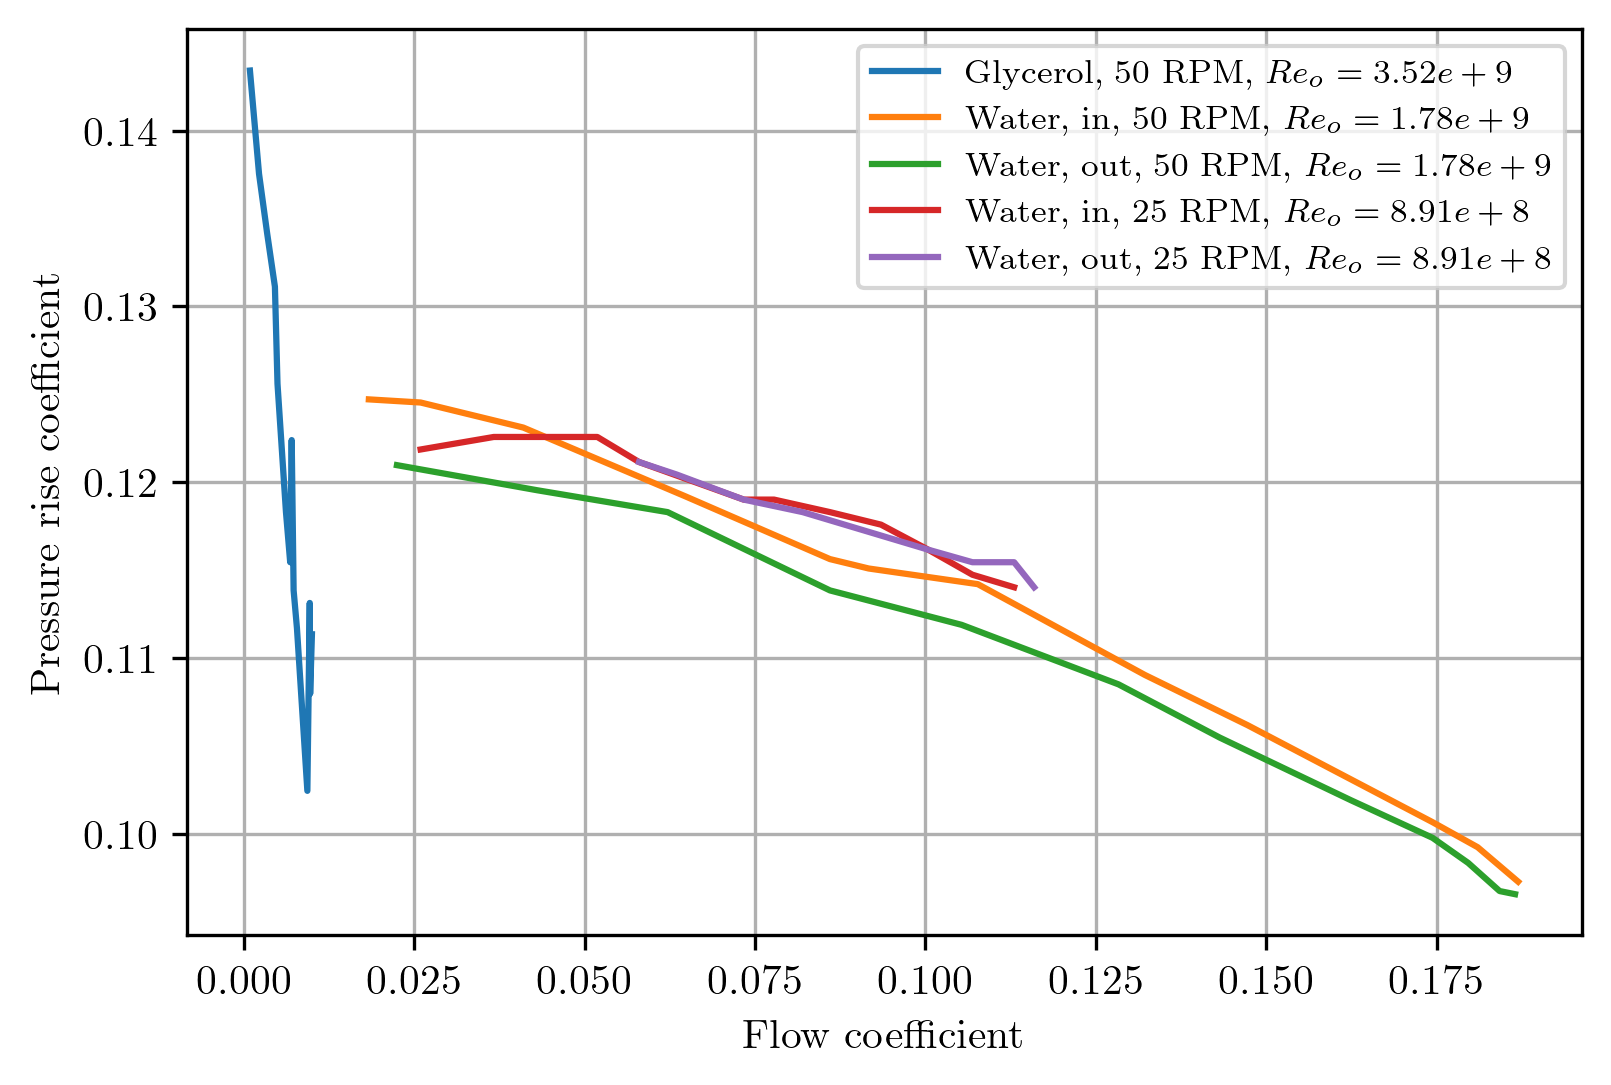 Glycerol, 50 RPM, Re_o = 3.52e + 9
Water, in, 50 RPM, Re_o = 1.78e + 9
Water, out, 50 RPM, Re_o = 1.78e + 9
Water, in, 25 RPM, Re_o = 8.91e + 8
Water, out, 25 RPM, Re_o = 8.91e + 8
Pressure rise coefficient
0.14
0.13
0.12
0.11
0.10
0.000 0.025 0.050 0.075 0.100 0.125 0.150 0.175
Flow coefficient